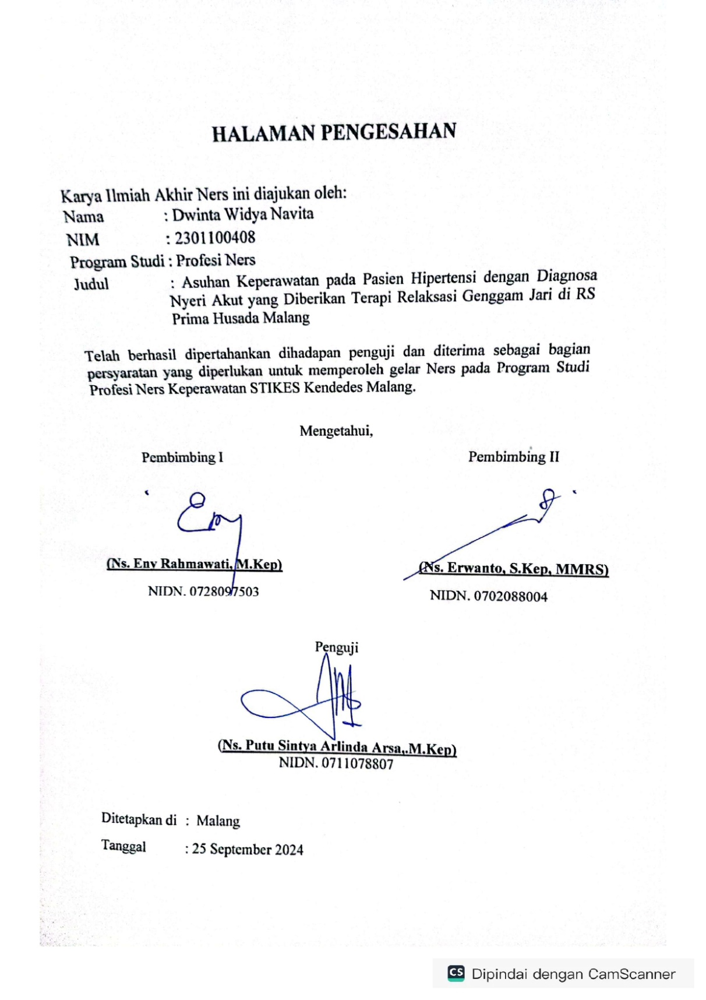 HALAMAN PENGESAHAN
Karya Ilmiah Akhir Ners ini diajukan oleh:
Nama : Dwinta Widya Navita
NIM : 2301100408
Program Studi : Profesi Ners
Judul : Asuhan Keperawatan pada Pasien Hipertensi dengan Diagnosa
Nyeri Akut yang Diberikan Terapi Relaksasi Genggam Jari di RS
Prima Husada Malang
Telah berhasil dipertahankan dihadapan penguji dan diterima sebagai bagian
persyaratan yang diperlukan untuk memperoleh gelar Ners pada Program Studi
Profesi Ners Keperawatan STIKES Kendedes Malang.
Mengetahui,
Pembimbing I
Pembimbing II
Eny
(Ns. Eny Rahmawati, M.Kep)
(Ns. Erwanto, S.Kep, MMRS)
NIDN. 0728097503
NIDN. 0702088004
Penguji
(Ns. Putu Sintya Arlinda Arsa,.M.Kep)
NIDN. 0711078807
Ditetapkan di : Malang
Tanggal : 25 September 2024
CS Dipindai dengan CamScanner